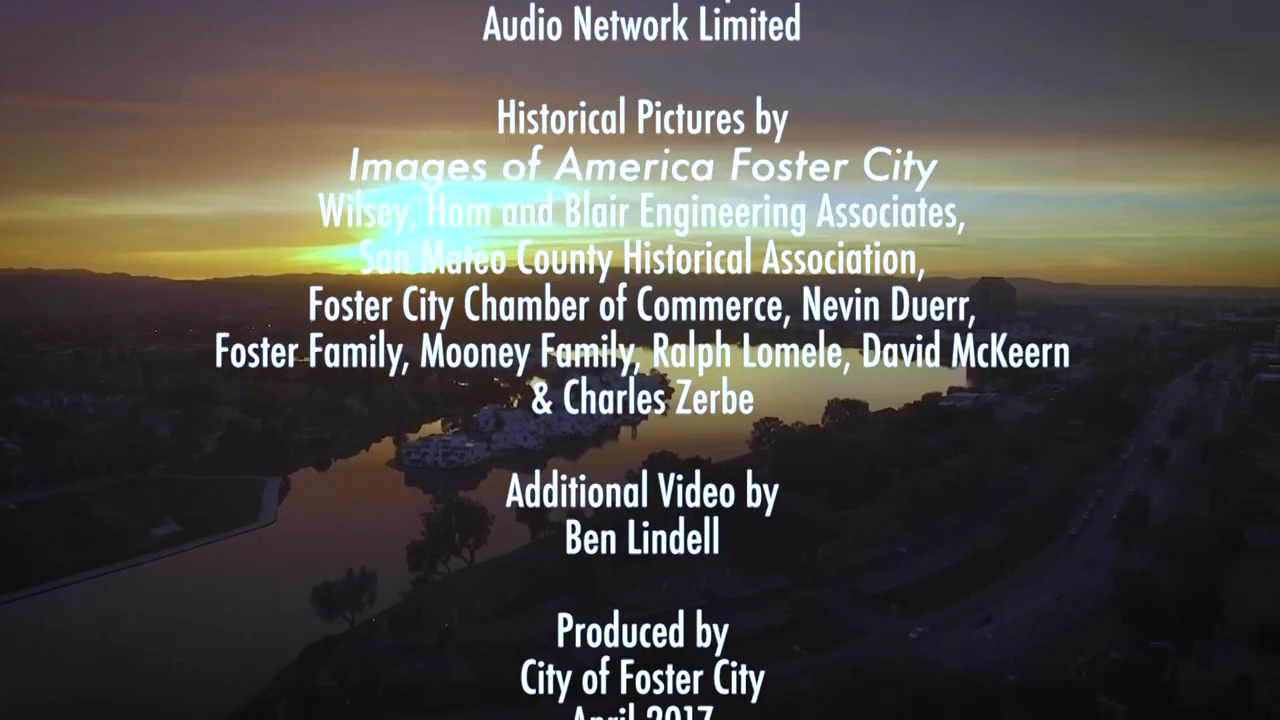 Audio Network Limited
Historical Pictures by
Images of America Foster City
Wilsey, Ham and Blair Engineering Associates,
San Mateo County Historical Association,
Foster City Chamber of Commerce, Nevin Duerr,
Foster Family, Mooney Family, Ralph Lomele, David McKeern
& Charles Zerbe
Additional Video by
Ben Lindell
Produced by
City of Foster City
April 2017